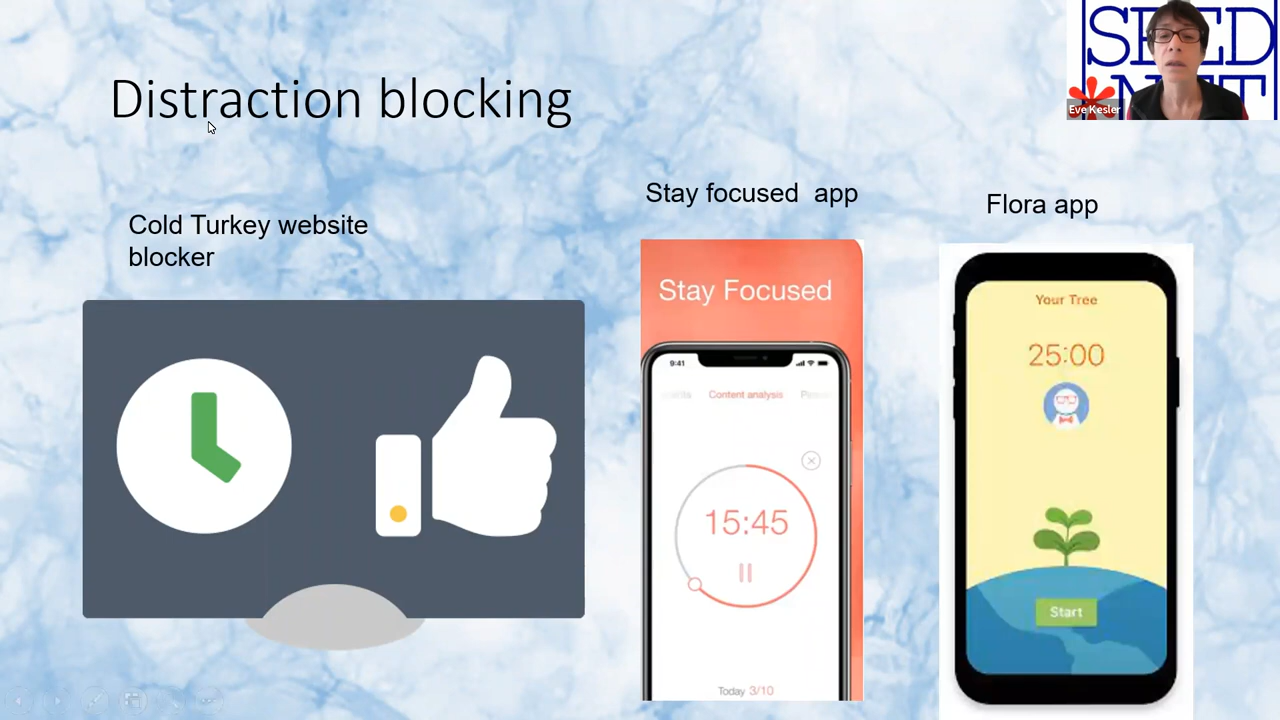 Distraction blocking
SEED
Eve Kesler
Cold Turkey website
blocker
Stay focused  app
Stay Focused
9:41
Content analysis
15:45
Today 3/10
Flora app
Your Tree
25:00
Start